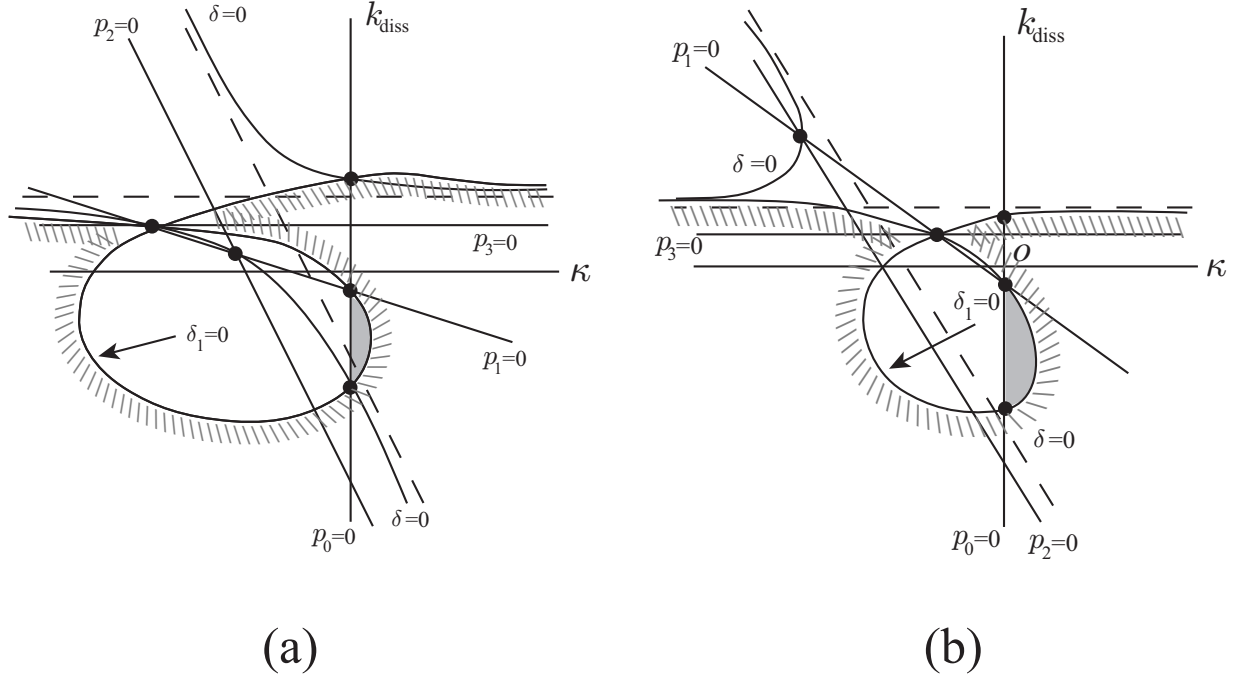 p₂=0
δ=0
k_diss
p₃=0
κ
δ₁=0
p₁=0
p₀=0
δ=0
(a)
p₁=0
k_diss
δ=0
p₃=0
o
κ
δ₁=0
δ=0
p₀=0
p₂=0
(b)